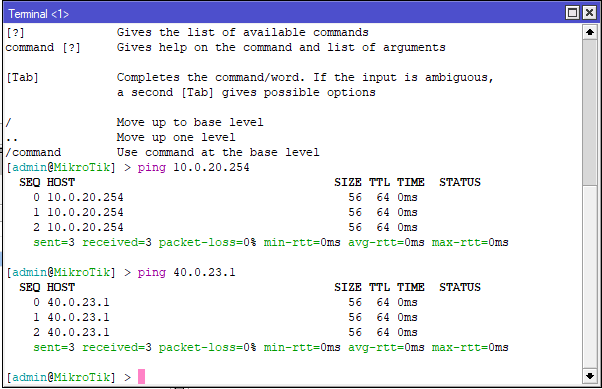 Terminal <1>
[?] Gives the list of available commands
command [?] Gives help on the command and list of arguments
[Tab] Completes the command/word. If the input is ambiguous,
a second [Tab] gives possible options
/ Move up to base level
.. Move up one level
/command Use command at the base level
[admin@MikroTik] > ping 10.0.20.254
SEQ HOST SIZE TTL TIME STATUS
0 10.0.20.254 56 64 0ms
1 10.0.20.254 56 64 0ms
2 10.0.20.254 56 64 0ms
sent=3 received=3 packet-loss=0% min-rtt=0ms avg-rtt=0ms max-rtt=0ms
[admin@MikroTik] > ping 40.0.23.1
SEQ HOST SIZE TTL TIME STATUS
0 40.0.23.1 56 64 0ms
1 40.0.23.1 56 64 0ms
2 40.0.23.1 56 64 0ms
sent=3 received=3 packet-loss=0% min-rtt=0ms avg-rtt=0ms max-rtt=0ms
[admin@MikroTik] >